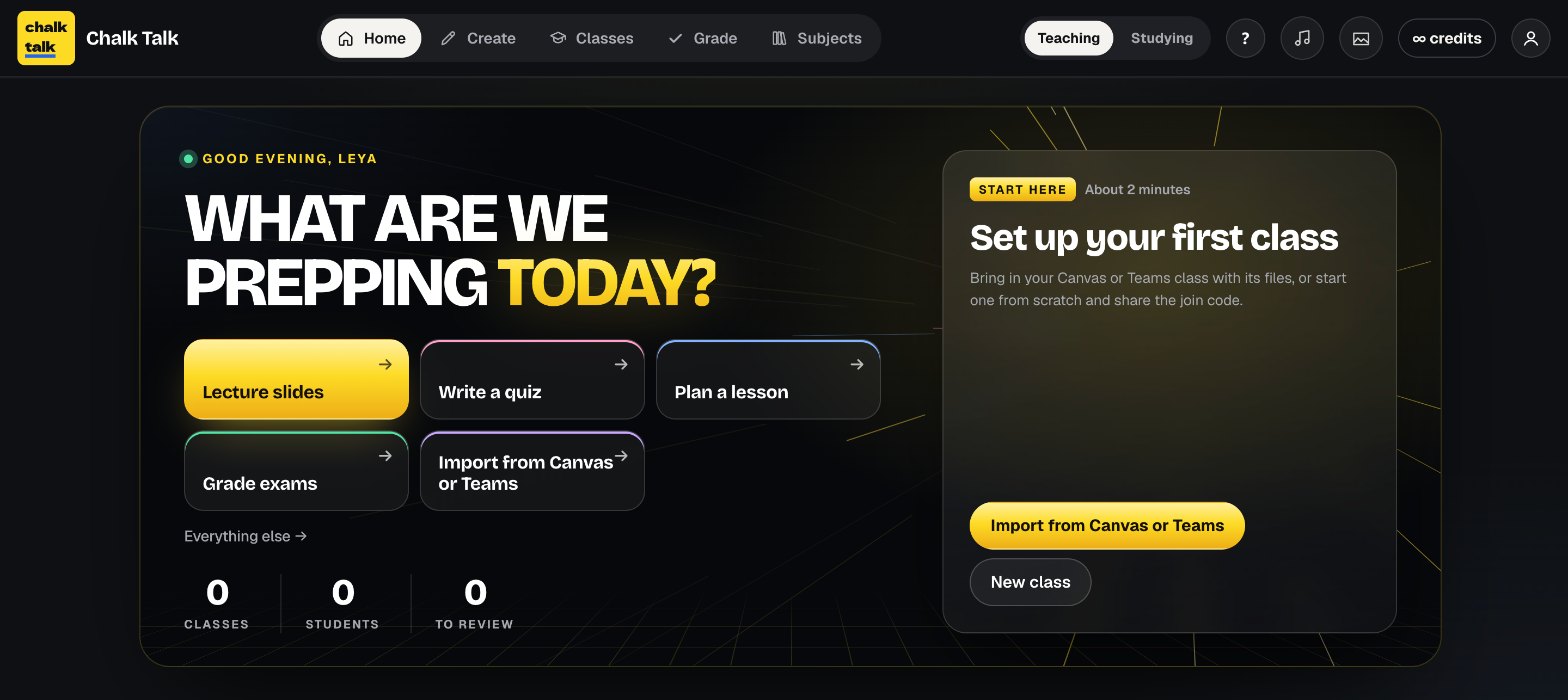 chalk
talk
Chalk Talk
Home
Create
Classes
Grade
Subjects
Teaching
Studying
?
∞ credits
GOOD EVENING, LEYA
WHAT ARE WE
PREPPING TODAY?
Lecture slides →
Write a quiz →
Plan a lesson →
Grade exams →
Import from Canvas →
or Teams
Everything else →
0
CLASSES
0
STUDENTS
0
TO REVIEW
START HERE
About 2 minutes
Set up your first class
Bring in your Canvas or Teams class with its files, or start
one from scratch and share the join code.
Import from Canvas or Teams
New class